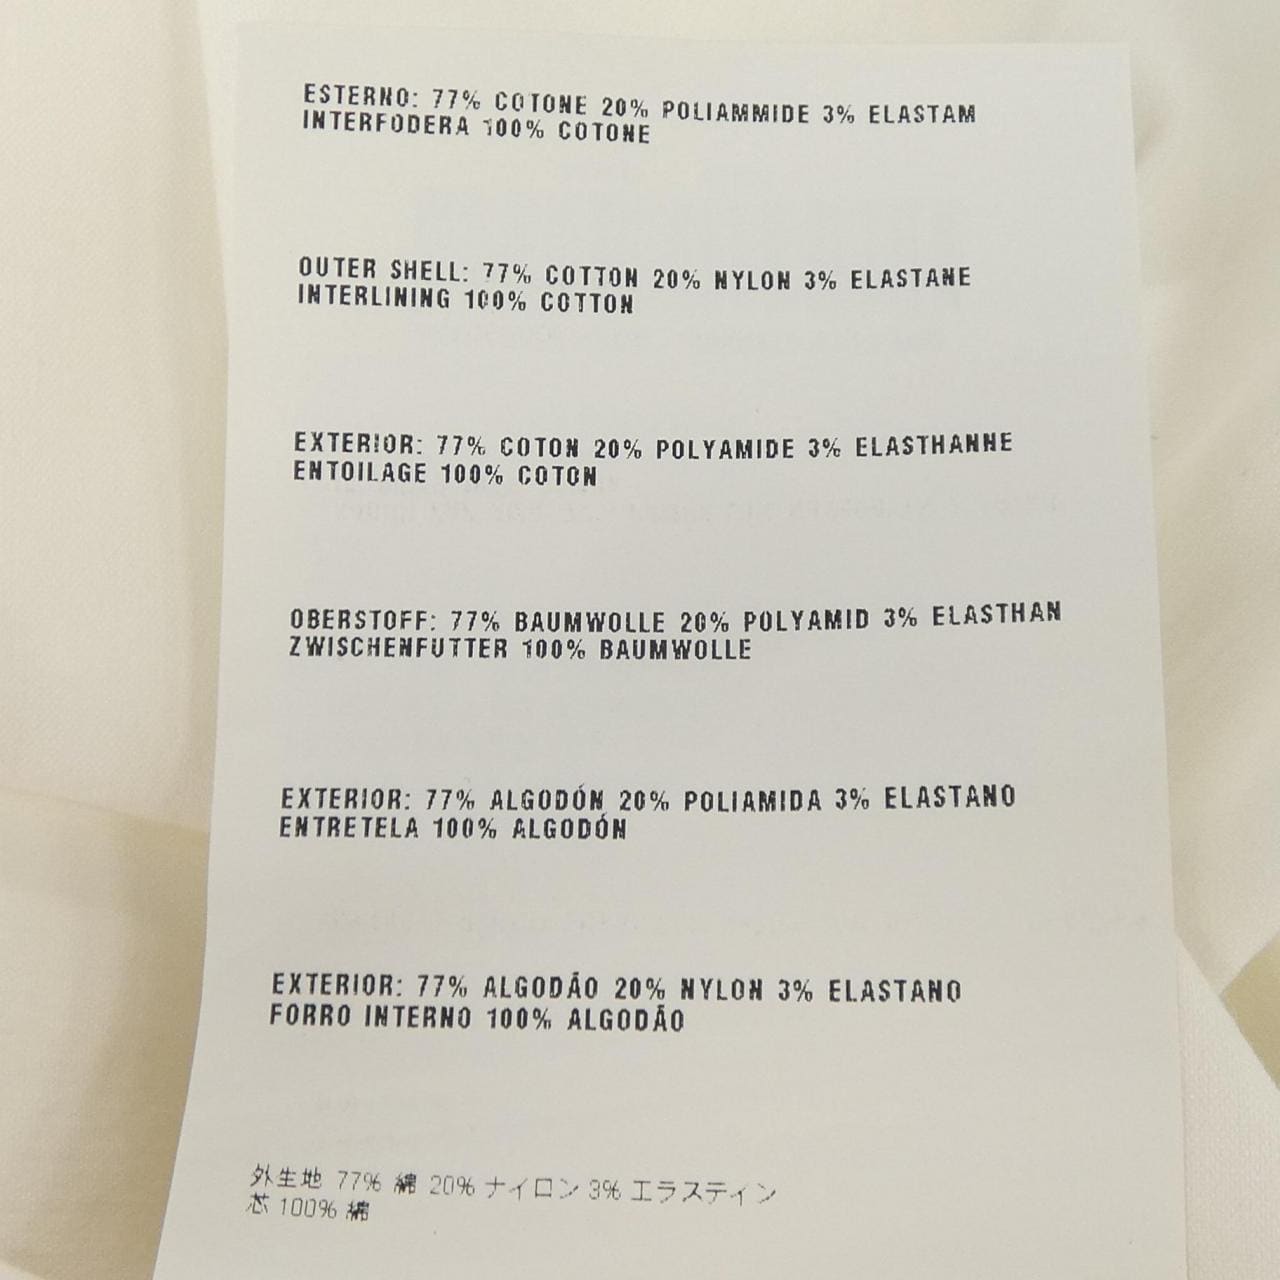 ESTERNO: 77% COTONE 20% POLIAMMIDE 3% ELASTAM
INTERFODERA 100% COTONE
OUTER SHELL: 77% COTTON 20% NYLON 3% ELASTANE
INTERLINING 100% COTTON
EXTERIOR: 77% COTON 20% POLYAMIDE 3% ELASTHANNE
ENTOILAGE 100% COTON
OBERSTOFF: 77% BAUMWOLLE 20% POLYAMID 3% ELASTHAN
ZWISCHENFUTTER 100% BAUMWOLLE
EXTERIOR: 77% ALGODÓN 20% POLIAMIDA 3% ELASTANO
ENTRETELA 100% ALGODÓN
EXTERIOR: 77% ALGODÃO 20% NYLON 3% ELASTANO
FORRO INTERNO 100% ALGODÃO
外生地 77% 綿 20% ナイロン 3% エラスティン
芯 100% 綿